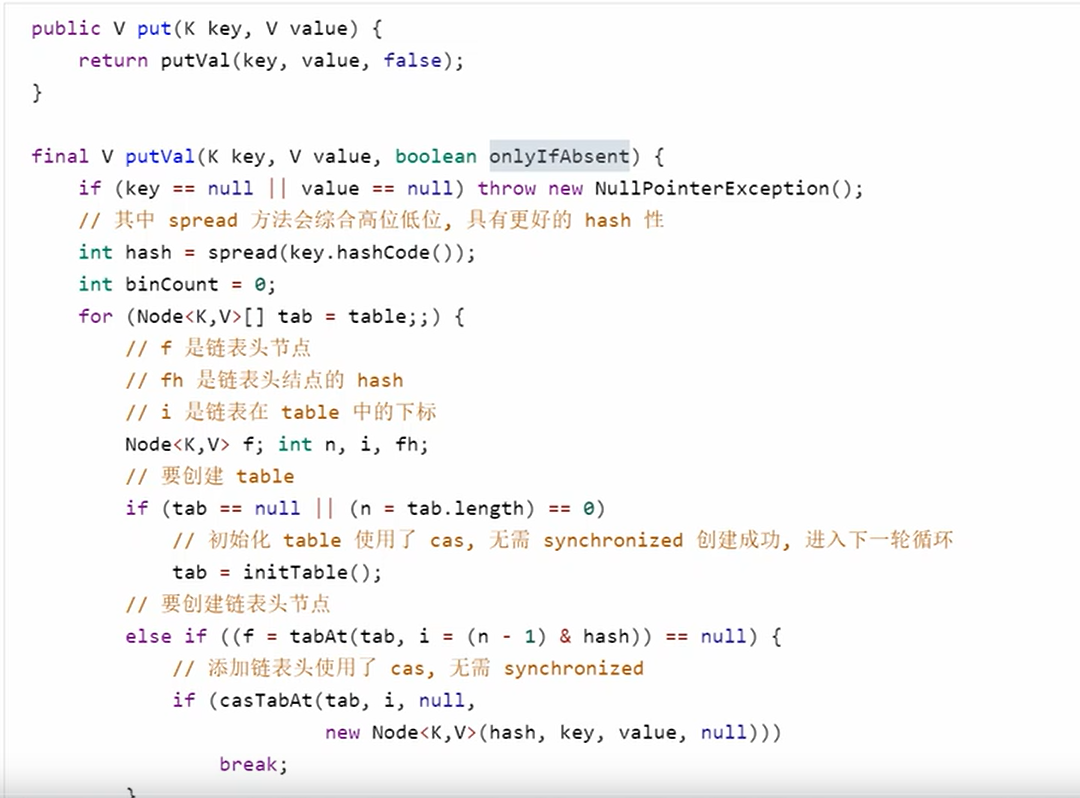 public V put(K key, V value) {
    return putVal(key, value, false);
}
final V putVal(K key, V value, boolean onlyIfAbsent) {
    if (key == null || value == null) throw new NullPointerException();
    // 其中 spread 方法会综合高位低位, 具有更好的 hash 性
    int hash = spread(key.hashCode());
    int binCount = 0;
    for (Node<K,V>[] tab = table;;) {
        // f 是链表头节点
        // fh 是链表头结点的 hash
        // i 是链表在 table 中的下标
        Node<K,V> f; int n, i, fh;
        // 要创建 table
        if (tab == null || (n = tab.length) == 0)
            // 初始化 table 使用了 cas, 无需 synchronized 创建成功, 进入下一轮循环
            tab = initTable();
        // 要创建链表头节点
        else if ((f = tabAt(tab, i = (n - 1) & hash)) == null) {
            // 添加链表头使用了 cas, 无需 synchronized
            if (casTabAt(tab, i, null,
                         new Node<K,V>(hash, key, value, null)))
                break;
        }